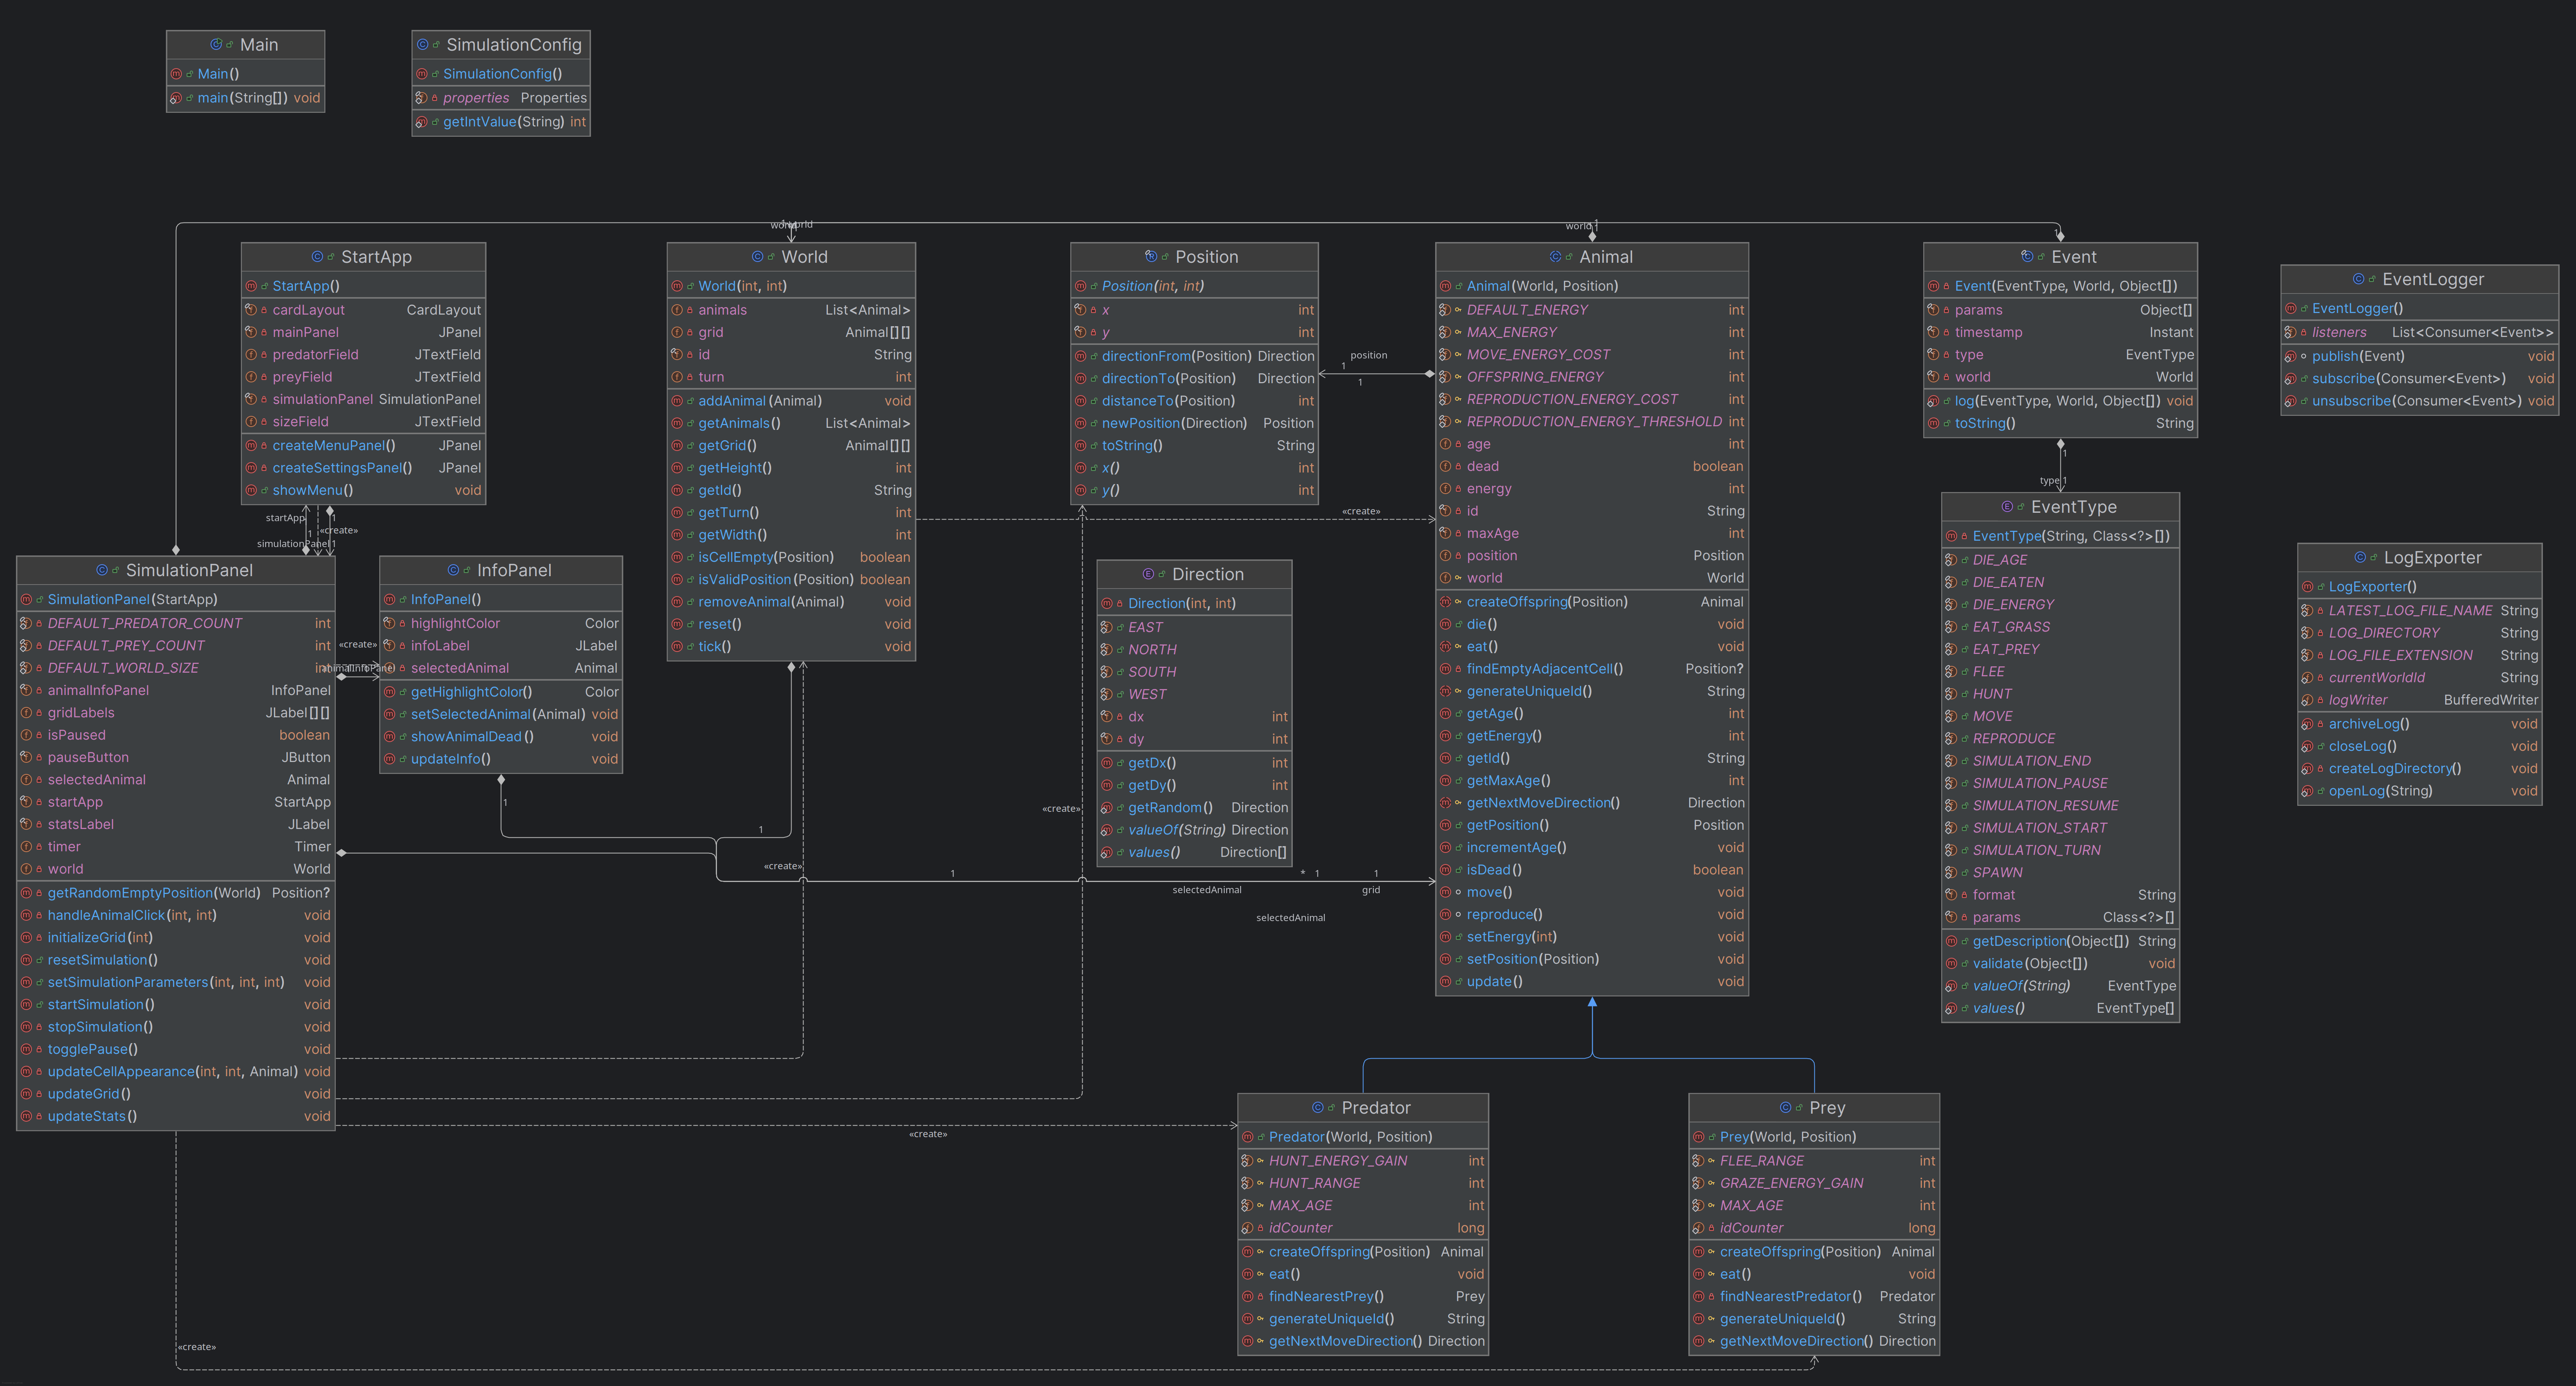 Main
Main()
main(String[]) void
SimulationConfig
SimulationConfig()
properties Properties
getIntValue(String) int
world
world 1
1
StartApp
StartApp()
cardLayout CardLayout
mainPanel JPanel
predatorField JTextField
preyField JTextField
simulationPanel SimulationPanel
sizeField JTextField
createMenuPanel() JPanel
createSettingsPanel() JPanel
showMenu() void
World
World(int, int)
animals List<Animal>
grid Animal[][]
id String
turn int
addAnimal(Animal) void
getAnimals() List<Animal>
getGrid() Animal[][]
getHeight() int
getId() String
getTurn() int
getWidth() int
isCellEmpty(Position) boolean
isValidPosition(Position) boolean
removeAnimal(Animal) void
reset() void
tick() void
Position
Position(int, int)
x int
y int
directionFrom(Position) Direction
directionTo(Position) Direction
distanceTo(Position) int
newPosition(Direction) Position
toString() String
x() int
y() int
position
1
1
Animal
Animal(World, Position)
DEFAULT_ENERGY int
MAX_ENERGY int
MOVE_ENERGY_COST int
OFFSPRING_ENERGY int
REPRODUCTION_ENERGY_COST int
REPRODUCTION_ENERGY_THRESHOLD int
age int
dead boolean
energy int
id String
maxAge int
position Position
world World
createOffspring(Position) Animal
die() void
eat() void
findEmptyAdjacentCell() Position?
generateUniqueId() String
getAge() int
getEnergy() int
getId() String
getMaxAge() int
getNextMoveDirection() Direction
getPosition() Position
incrementAge() void
isDead() boolean
move() void
reproduce() void
setEnergy(int) void
setPosition(Position) void
update() void
Event
Event(EventType, World, Object[])
params Object[]
timestamp Instant
type EventType
world World
log(EventType, World, Object[]) void
toString() String
1
type 1
EventType
EventType(String, Class<?>[])
DIE_AGE
DIE_EATEN
DIE_ENERGY
EAT_GRASS
EAT_PREY
FLEE
HUNT
MOVE
REPRODUCE
SIMULATION_END
SIMULATION_PAUSE
SIMULATION_RESUME
SIMULATION_START
SIMULATION_TURN
SPAWN
format String
params Class<?>[]
getDescription(Object[]) String
validate(Object[]) void
valueOf(String) EventType
values() EventType[]
EventLogger
EventLogger()
listeners List<Consumer<Event>>
publish(Event) void
subscribe(Consumer<Event>) void
unsubscribe(Consumer<Event>) void
LogExporter
LogExporter()
LATEST_LOG_FILE_NAME String
LOG_DIRECTORY String
LOG_FILE_EXTENSION String
currentWorldId String
logWriter BufferedWriter
archiveLog() void
closeLog() void
createLogDirectory() void
openLog(String) void
startApp
1
1
«create»
simulationPanel 1
SimulationPanel
SimulationPanel(StartApp)
DEFAULT_PREDATOR_COUNT int
DEFAULT_PREY_COUNT int
DEFAULT_WORLD_SIZE int
animalInfoPanel InfoPanel
gridLabels JLabel[][]
isPaused boolean
pauseButton JButton
selectedAnimal Animal
startApp StartApp
statsLabel JLabel
timer Timer
world World
getRandomEmptyPosition(World) Position?
handleAnimalClick(int, int) void
initializeGrid(int) void
resetSimulation() void
setSimulationParameters(int, int, int) void
startSimulation() void
stopSimulation() void
togglePause() void
updateCellAppearance(int, int, Animal) void
updateGrid() void
updateStats() void
«create»
InfoPanel
InfoPanel()
highlightColor Color
infoLabel JLabel
selectedAnimal Animal
getHighlightColor() Color
setSelectedAnimal(Animal) void
showAnimalDead() void
updateInfo() void
«create»
Direction
Direction(int, int)
EAST
NORTH
SOUTH
WEST
dx int
dy int
getDx() int
getDy() int
getRandom() Direction
valueOf(String) Direction
values() Direction[]
1
1
«create»
«create»
1
* 1
1
selectedAnimal
grid
selectedAnimal
«create»
Predator
Predator(World, Position)
HUNT_ENERGY_GAIN int
HUNT_RANGE int
MAX_AGE int
idCounter long
createOffspring(Position) Animal
eat() void
findNearestPrey() Prey
generateUniqueId() String
getNextMoveDirection() Direction
Prey
Prey(World, Position)
FLEE_RANGE int
GRAZE_ENERGY_GAIN int
MAX_AGE int
idCounter long
createOffspring(Position) Animal
eat() void
findNearestPredator() Predator
generateUniqueId() String
getNextMoveDirection() Direction
«create»